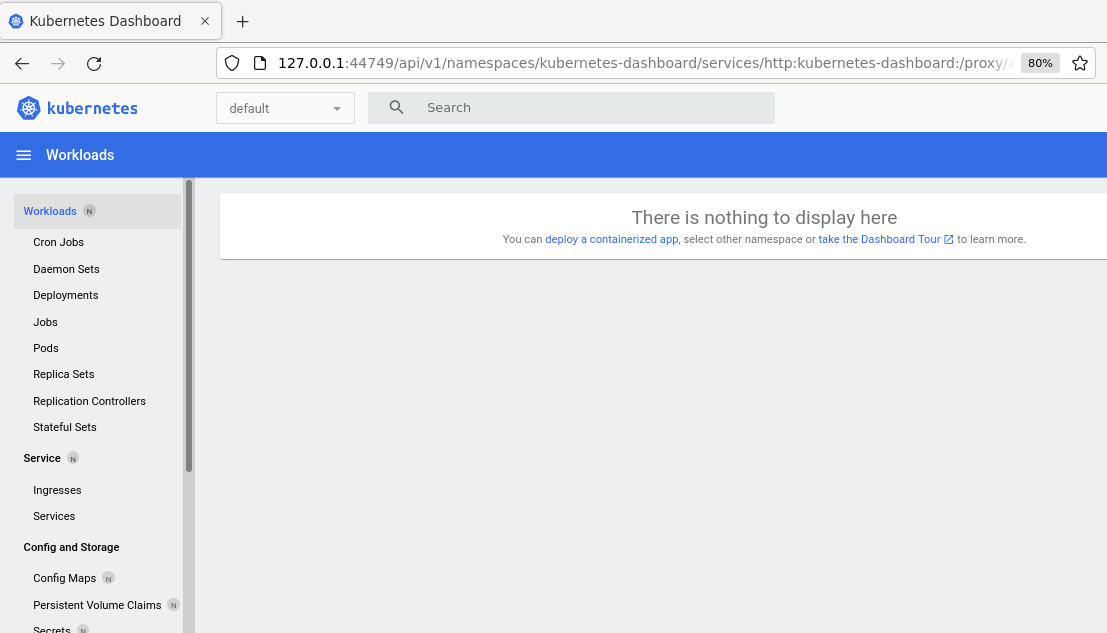 Kubernetes Dashboard
127.0.0.1:44749/api/v1/namespaces/kubernetes-dashboard/services/http:kubernetes-dashboard:/proxy/
80%
kubernetes
default
Search
Workloads
Workloads N
Cron Jobs
Daemon Sets
Deployments
Jobs
Pods
Replica Sets
Replication Controllers
Stateful Sets
Service N
Ingresses
Services
Config and Storage
Config Maps N
Persistent Volume Claims N
Secrets N
There is nothing to display here
You can deploy a containerized app, select other namespace or take the Dashboard Tour to learn more.